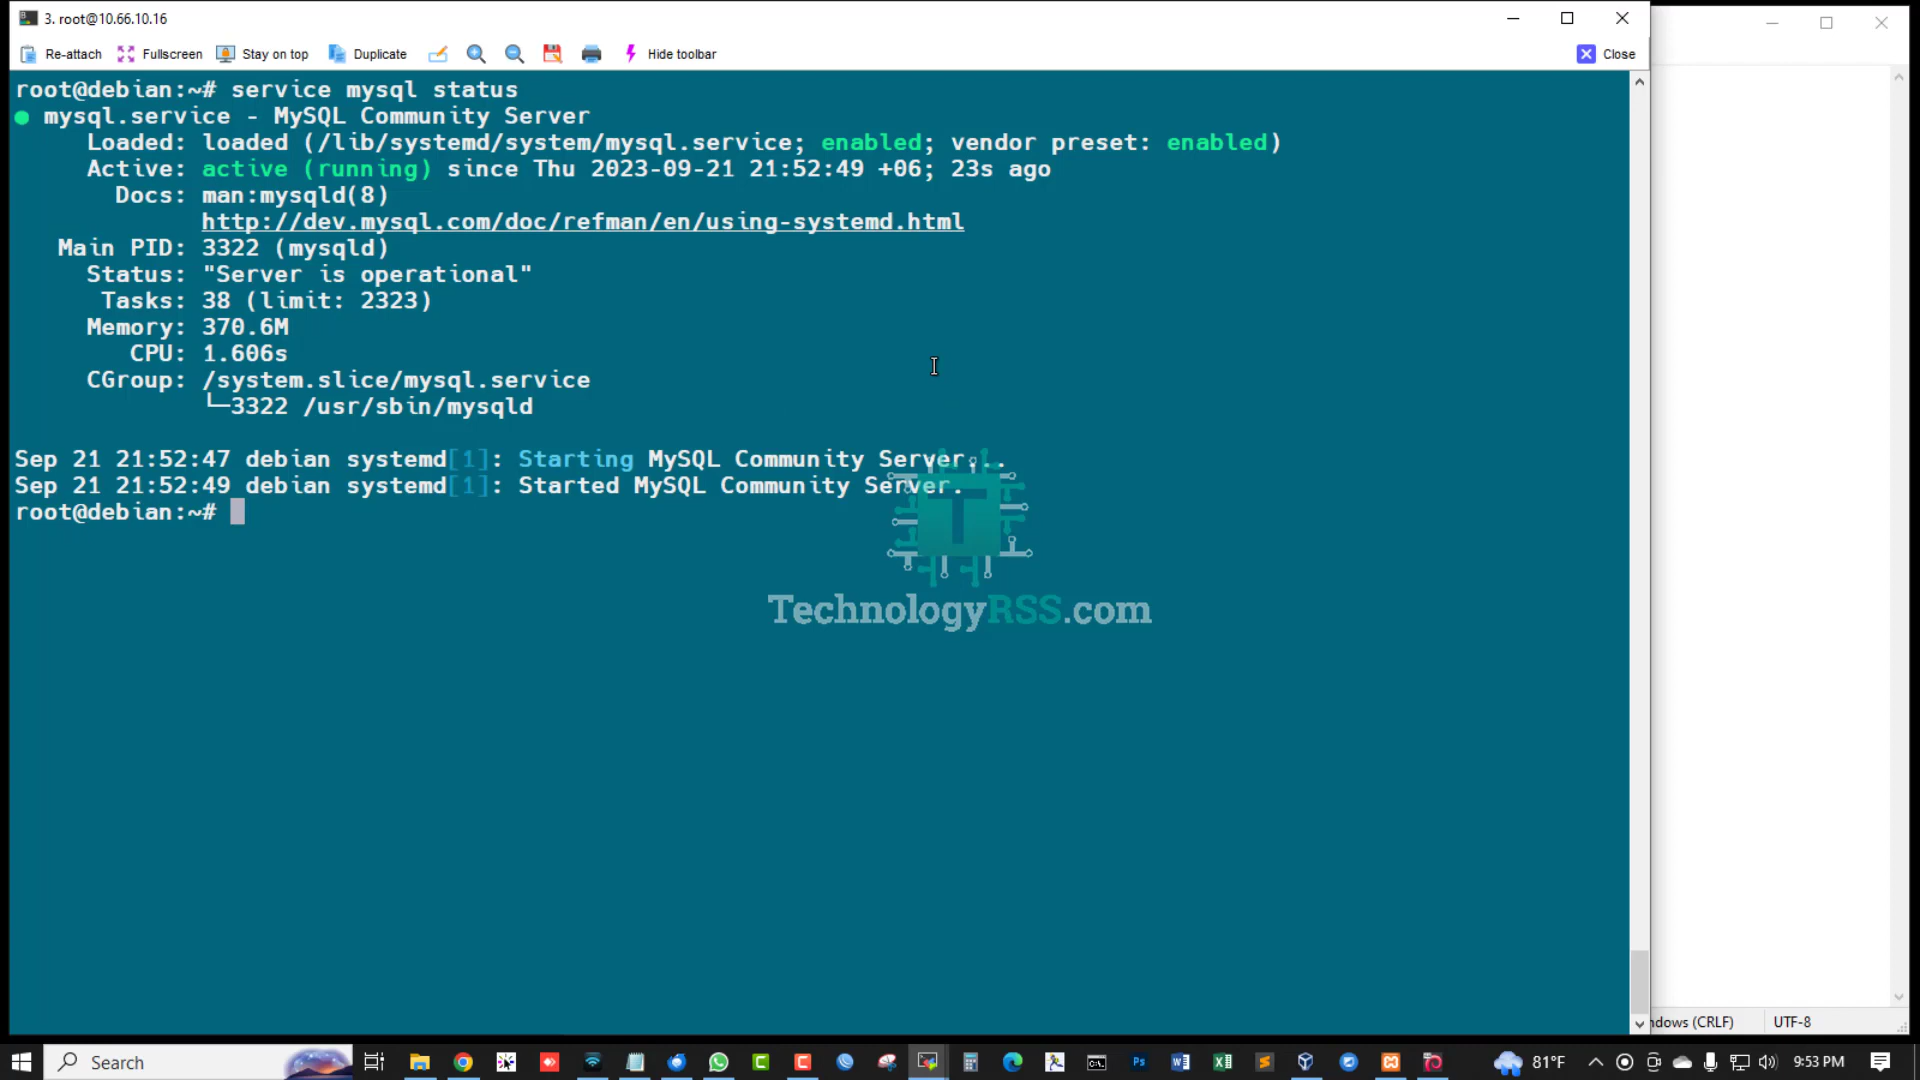 3. root@10.66.10.16
Re-attach Fullscreen Stay on top Duplicate Hide toolbar Close
root@debian:~# service mysql status
● mysql.service - MySQL Community Server
Loaded: loaded (/lib/systemd/system/mysql.service; enabled; vendor preset: enabled)
Active: active (running) since Thu 2023-09-21 21:52:49 +06; 23s ago
Docs: man:mysqld(8)
http://dev.mysql.com/doc/refman/en/using-systemd.html
Main PID: 3322 (mysqld)
Status: "Server is operational"
Tasks: 38 (limit: 2323)
Memory: 370.6M
CPU: 1.606s
CGroup: /system.slice/mysql.service
└─3322 /usr/sbin/mysqld
Sep 21 21:52:47 debian systemd[1]: Starting MySQL Community Server...
Sep 21 21:52:49 debian systemd[1]: Started MySQL Community Server.
root@debian:~#
T
TechnologyRSS.com
ndows (CRLF) UTF-8
Search 81°F 9:53 PM